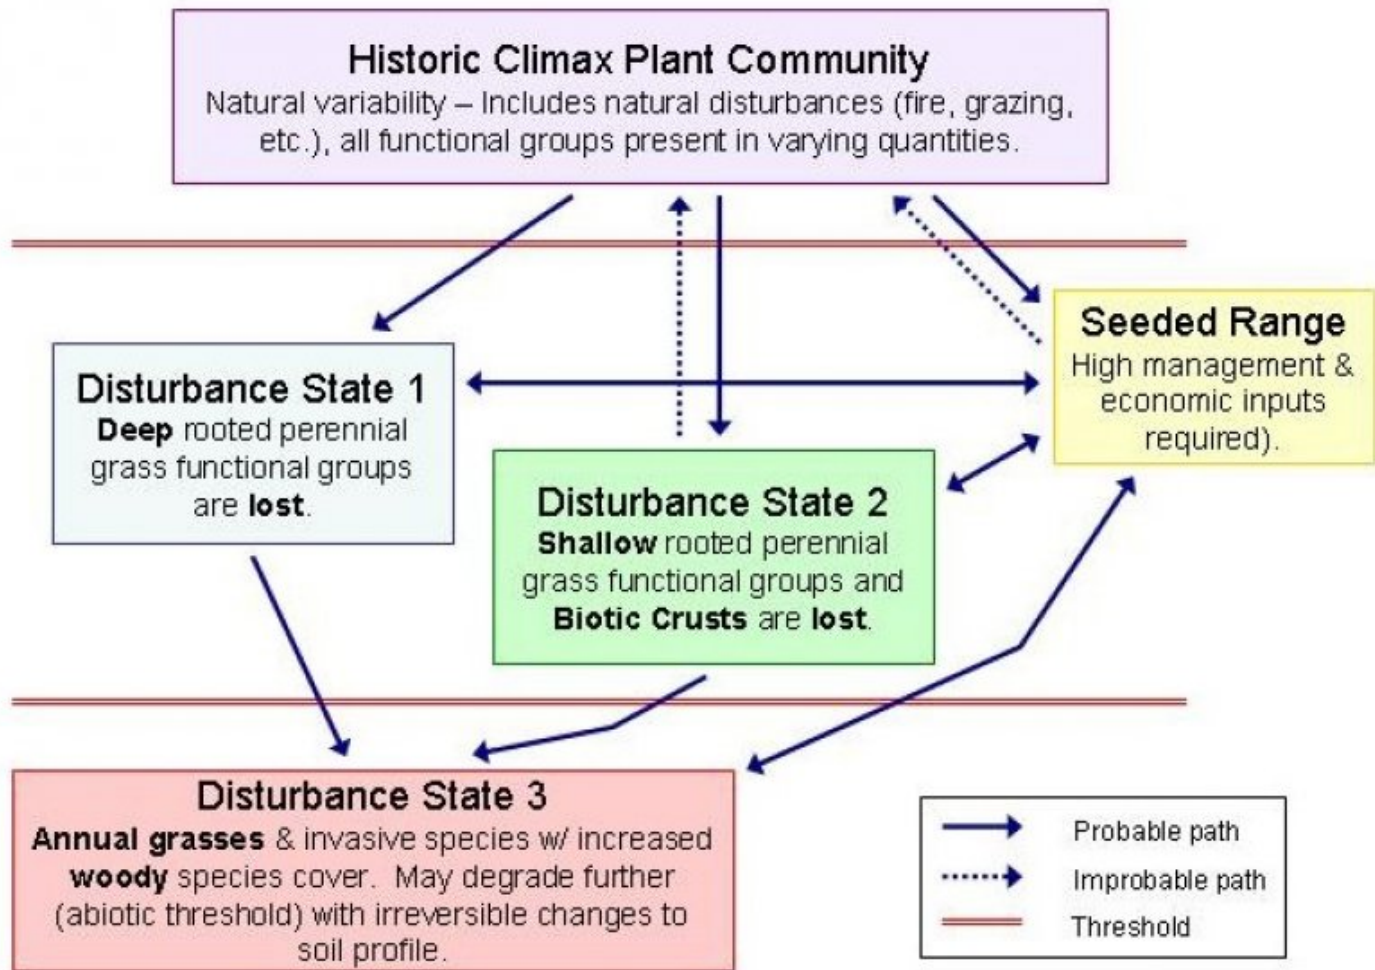 Historic Climax Plant Community
Natural variability – Includes natural disturbances (fire, grazing,
etc.), all functional groups present in varying quantities.
Seeded Range
High management &
economic inputs
required).
Disturbance State 1
Deep rooted perennial
grass functional groups
are lost.
Disturbance State 2
Shallow rooted perennial
grass functional groups and
Biotic Crusts are lost.
Disturbance State 3
Annual grasses & invasive species w/ increased
woody species cover. May degrade further
(abiotic threshold) with irreversible changes to
soil profile.
Probable path
Improbable path
Threshold